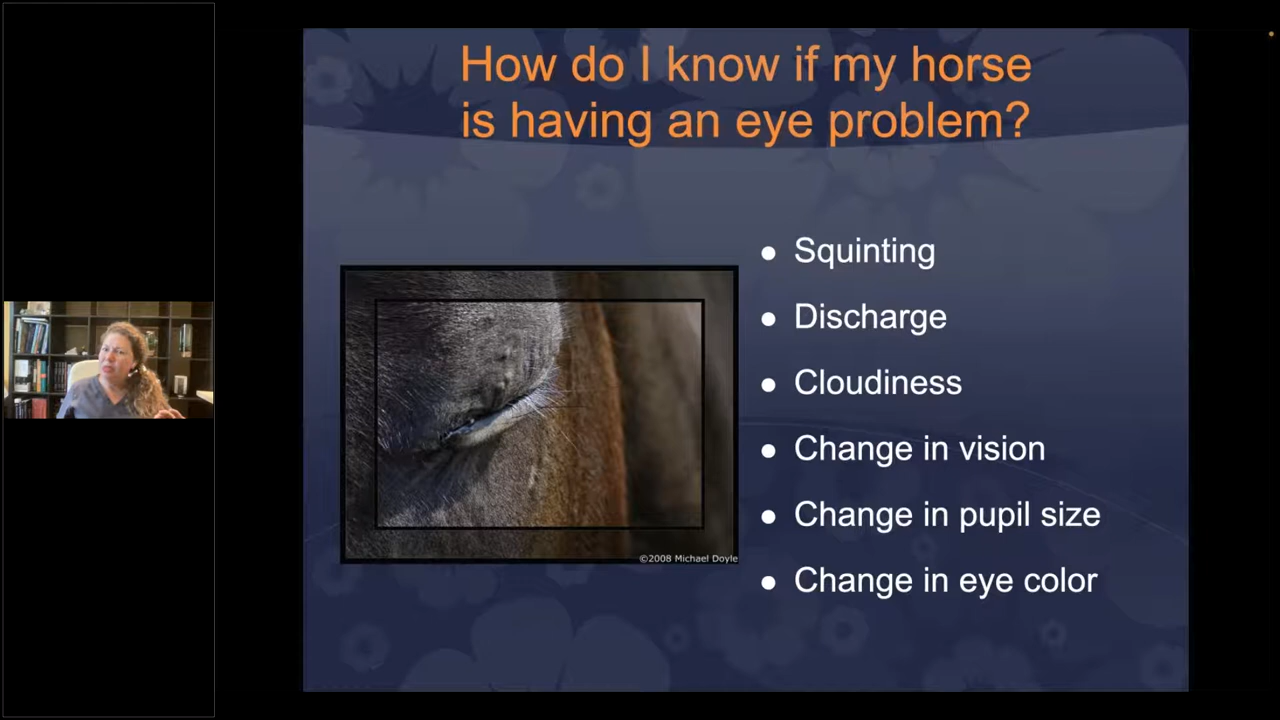 How do I know if my horse
is having an eye problem?
● Squinting
● Discharge
● Cloudiness
● Change in vision
● Change in pupil size
● Change in eye color
©2008 Michael Doyle